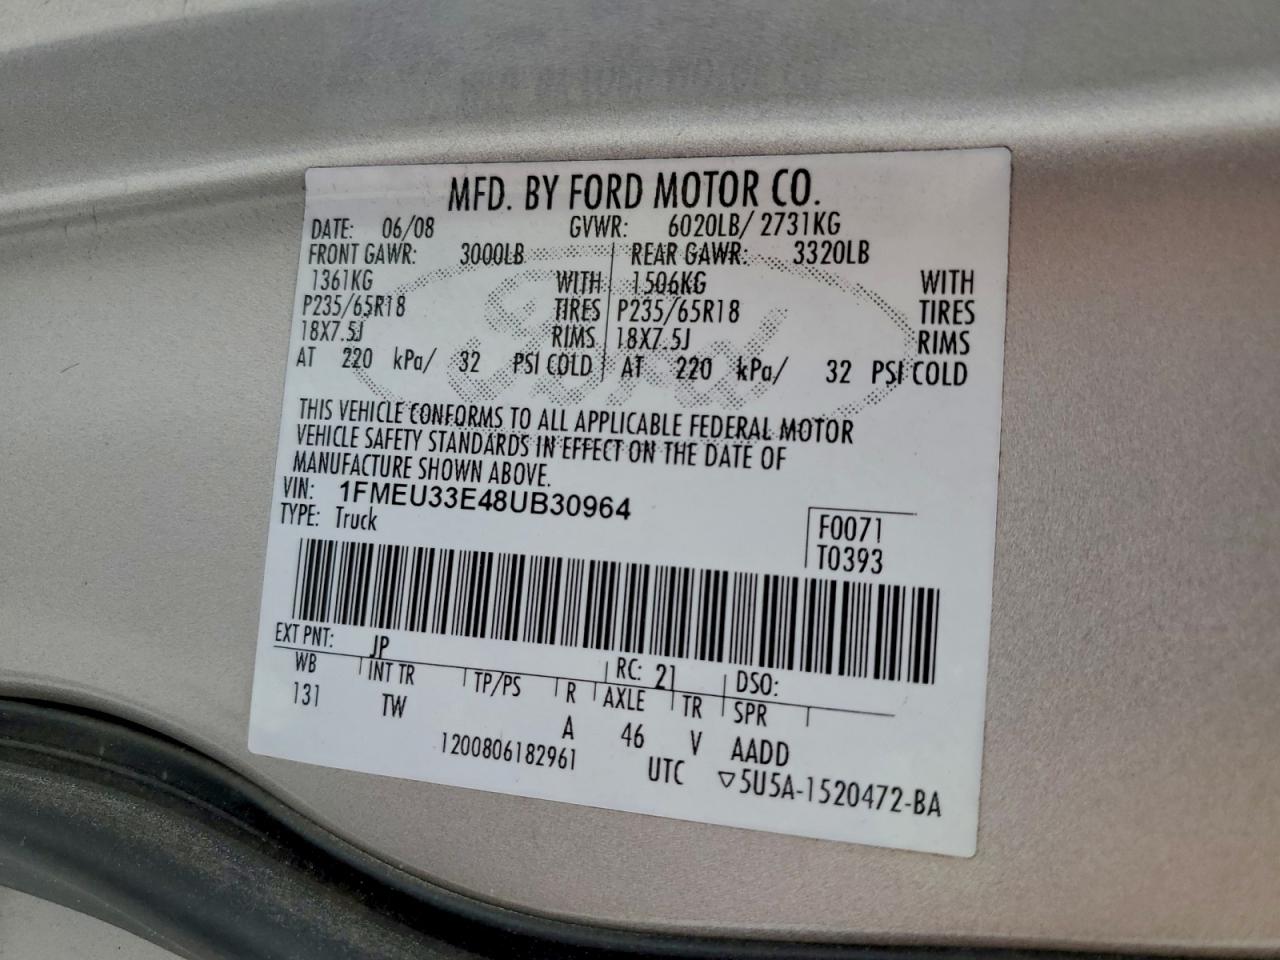 MFD. BY FORD MOTOR CO.
DATE: 06/08 GVWR: 6020LB/ 2731KG
FRONT GAWR: 3000LB REAR GAWR: 3320LB
1361KG WITH 1506KG WITH
P235/65R18 TIRES P235/65R18 TIRES
18X7.5J RIMS 18X7.5J RIMS
AT 220 kPa/ 32 PSI COLD AT 220 kPa/ 32 PSI COLD
Ford
THIS VEHICLE CONFORMS TO ALL APPLICABLE FEDERAL MOTOR
VEHICLE SAFETY STANDARDS IN EFFECT ON THE DATE OF
MANUFACTURE SHOWN ABOVE.
VIN: 1FMEU33E48UB30964
TYPE: Truck
F0071
T0393
EXT PNT: JP RC: 21 DSO:
WB INT TR TP/PS R AXLE TR SPR
131 TW A 46 V AADD
1200806182961 UTC ▽5U5A-1520472-BA